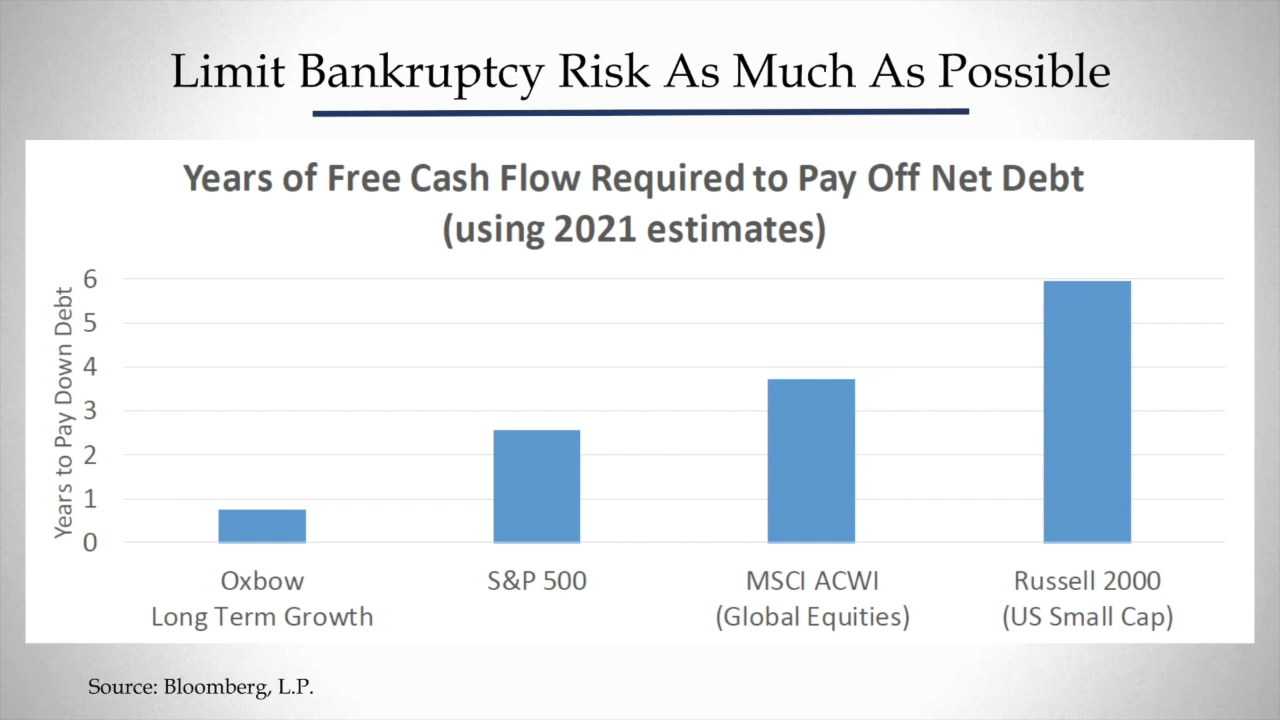 Limit Bankruptcy Risk As Much As Possible
Years of Free Cash Flow Required to Pay Off Net Debt
(using 2021 estimates)
Years to Pay Down Debt
6
5
4
3
2
1
0
Oxbow
Long Term Growth
S&P 500
MSCI ACWI
(Global Equities)
Russell 2000
(US Small Cap)
Source: Bloomberg, L.P.